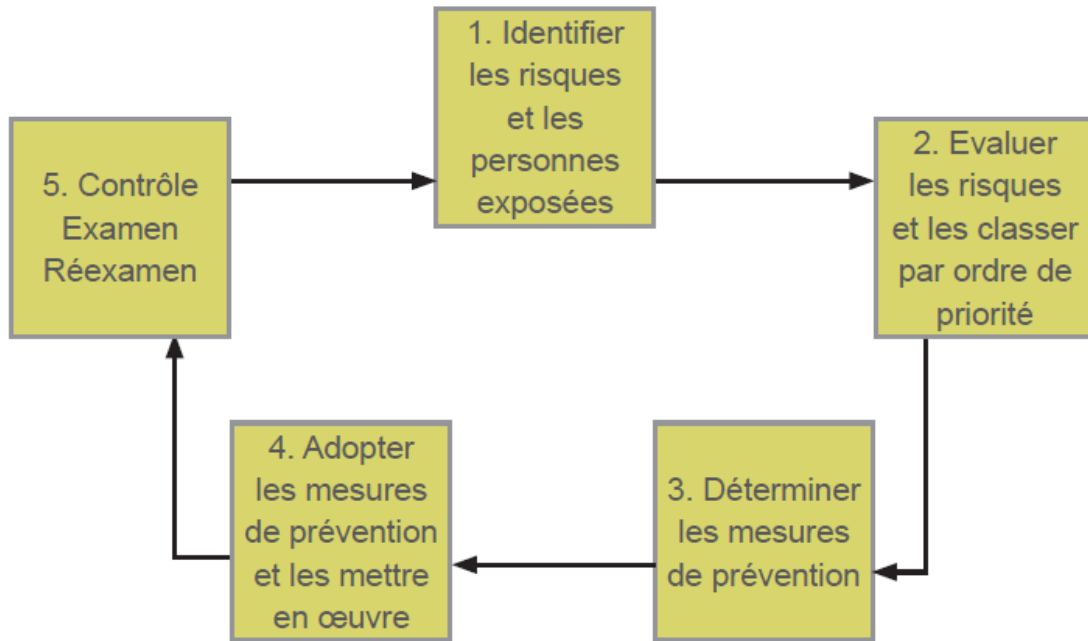 1. Identifier
les risques
et les
personnes
exposées
2. Evaluer
les risques
et les classer
par ordre de
priorité
3. Déterminer
les mesures
de prévention
4. Adopter
les mesures
de prévention
et les mettre
en œuvre
5. Contrôle
Examen
Réexamen